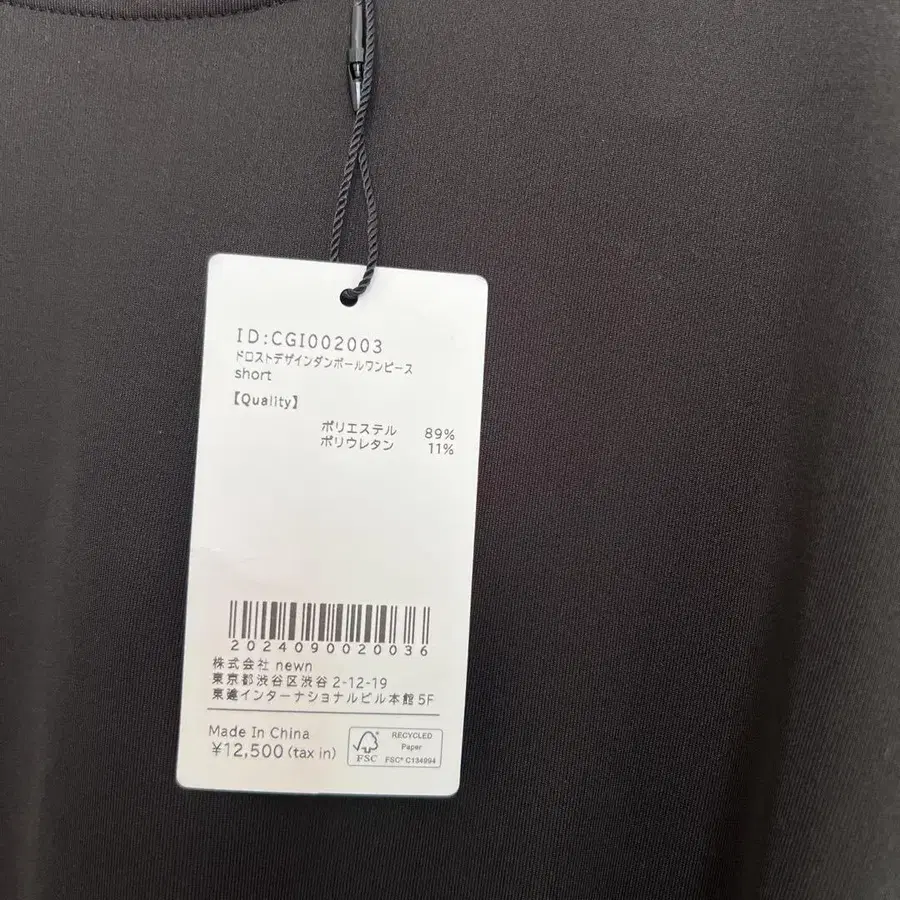 ID:CGI002003
ドロストデザインダンボールワンピース
short
【Quality】
ポリエステル 89%
ポリウレタン 11%
2024090020036
株式会社 newn
東京都渋谷区渋谷 2-12-19
東建インターナショナルビル本館 5F
Made In China
¥12,500 (tax in)
FSC
RECYCLED
Paper
FSC® C134994